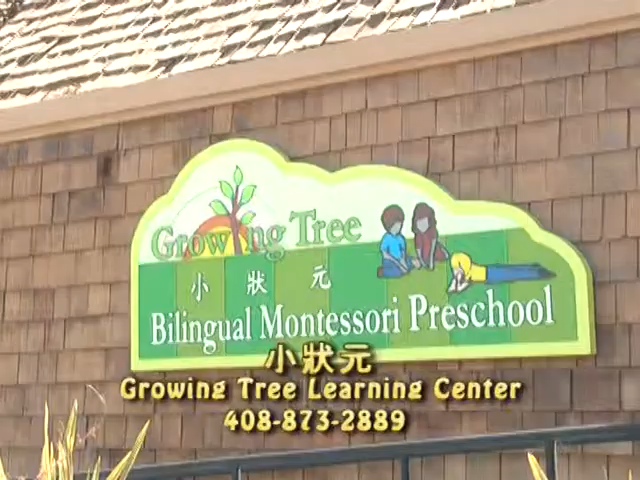 Growing Tree
小狀元
Bilingual Montessori Preschool
小狀元
Growing Tree Learning Center
408-873-2889